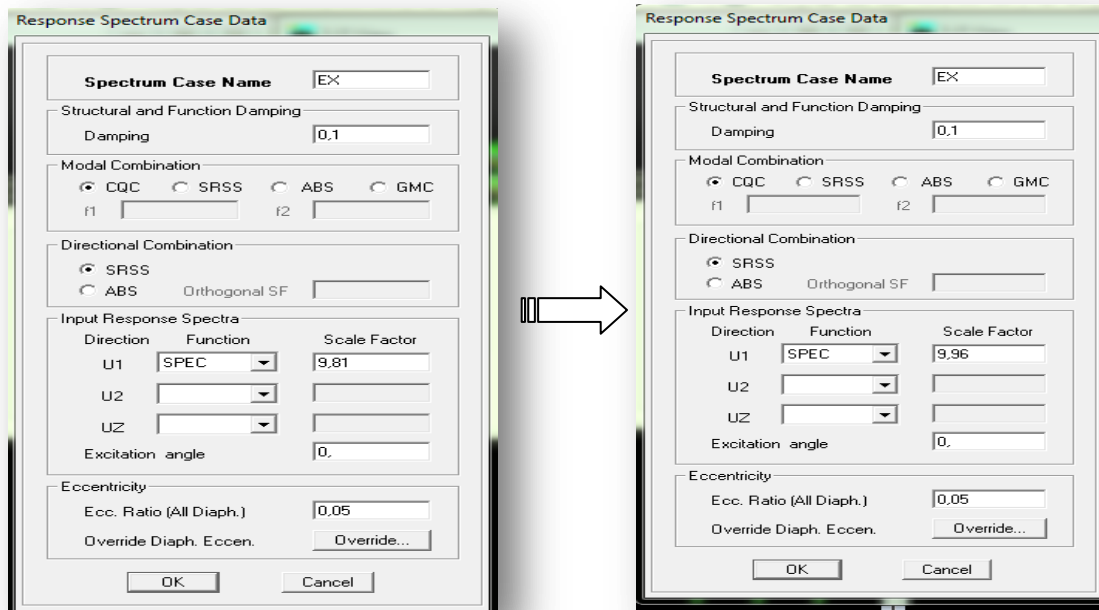 Response Spectrum Case Data
Spectrum Case Name EX
Structural and Function Damping
Damping 0,1
Modal Combination
CQC SRSS ABS GMC
f1 f2
Directional Combination
SRSS
ABS Orthogonal SF
Input Response Spectra
Direction Function Scale Factor
U1 SPEC 9,81
U2
UZ
Excitation angle 0,
Eccentricity
Ecc. Ratio (All Diaph.) 0,05
Override Diaph. Eccen. Override...
OK Cancel
Response Spectrum Case Data
Spectrum Case Name EX
Structural and Function Damping
Damping 0,1
Modal Combination
CQC SRSS ABS GMC
f1 f2
Directional Combination
SRSS
ABS Orthogonal SF
Input Response Spectra
Direction Function Scale Factor
U1 SPEC 9,96
U2
UZ
Excitation angle 0,
Eccentricity
Ecc. Ratio (All Diaph.) 0,05
Override Diaph. Eccen. Override...
OK Cancel